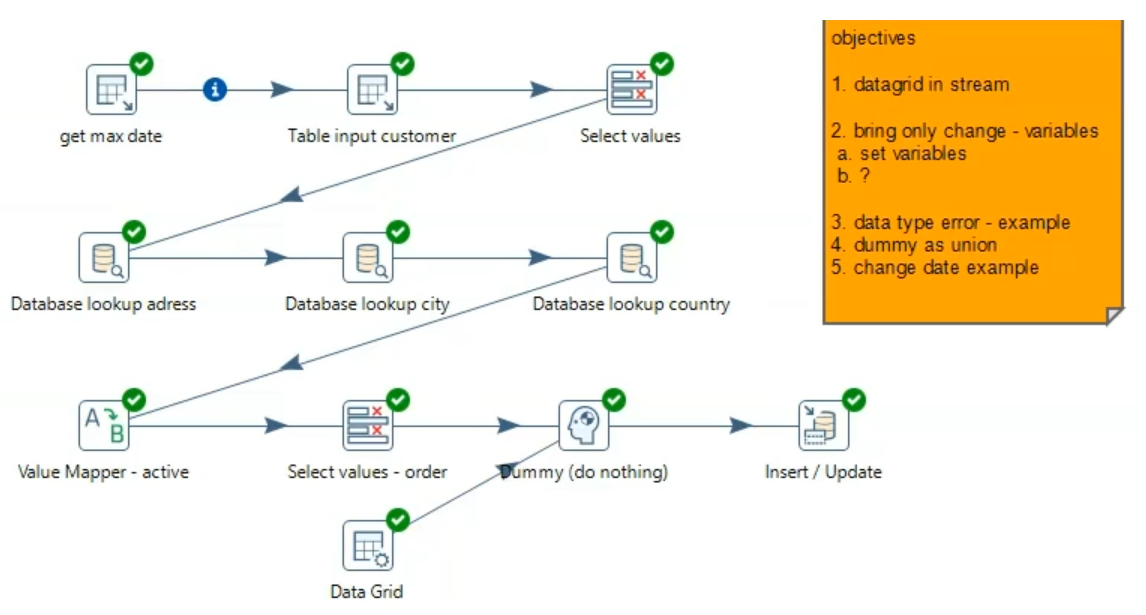 objectives
1. datagrid in stream
2. bring only change - variables
a. set variables
b. ?
3. data type error - example
4. dummy as union
5. change date example
get max date
Table input customer
Select values
Database lookup adress
Database lookup city
Database lookup country
Value Mapper - active
Select values - order
Dummy (do nothing)
Insert / Update
Data Grid